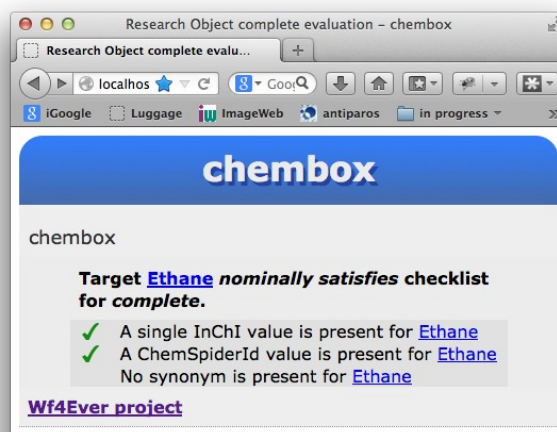 Research Object complete evaluation – chembox
Research Object complete evalu...
localhos
Goo
iGoogle Luggage ImageWeb antiparos in progress
chembox
chembox
Target Ethane nominally satisfies checklist
for complete.
A single InChI value is present for Ethane
A ChemSpiderId value is present for Ethane
No synonym is present for Ethane
Wf4Ever project